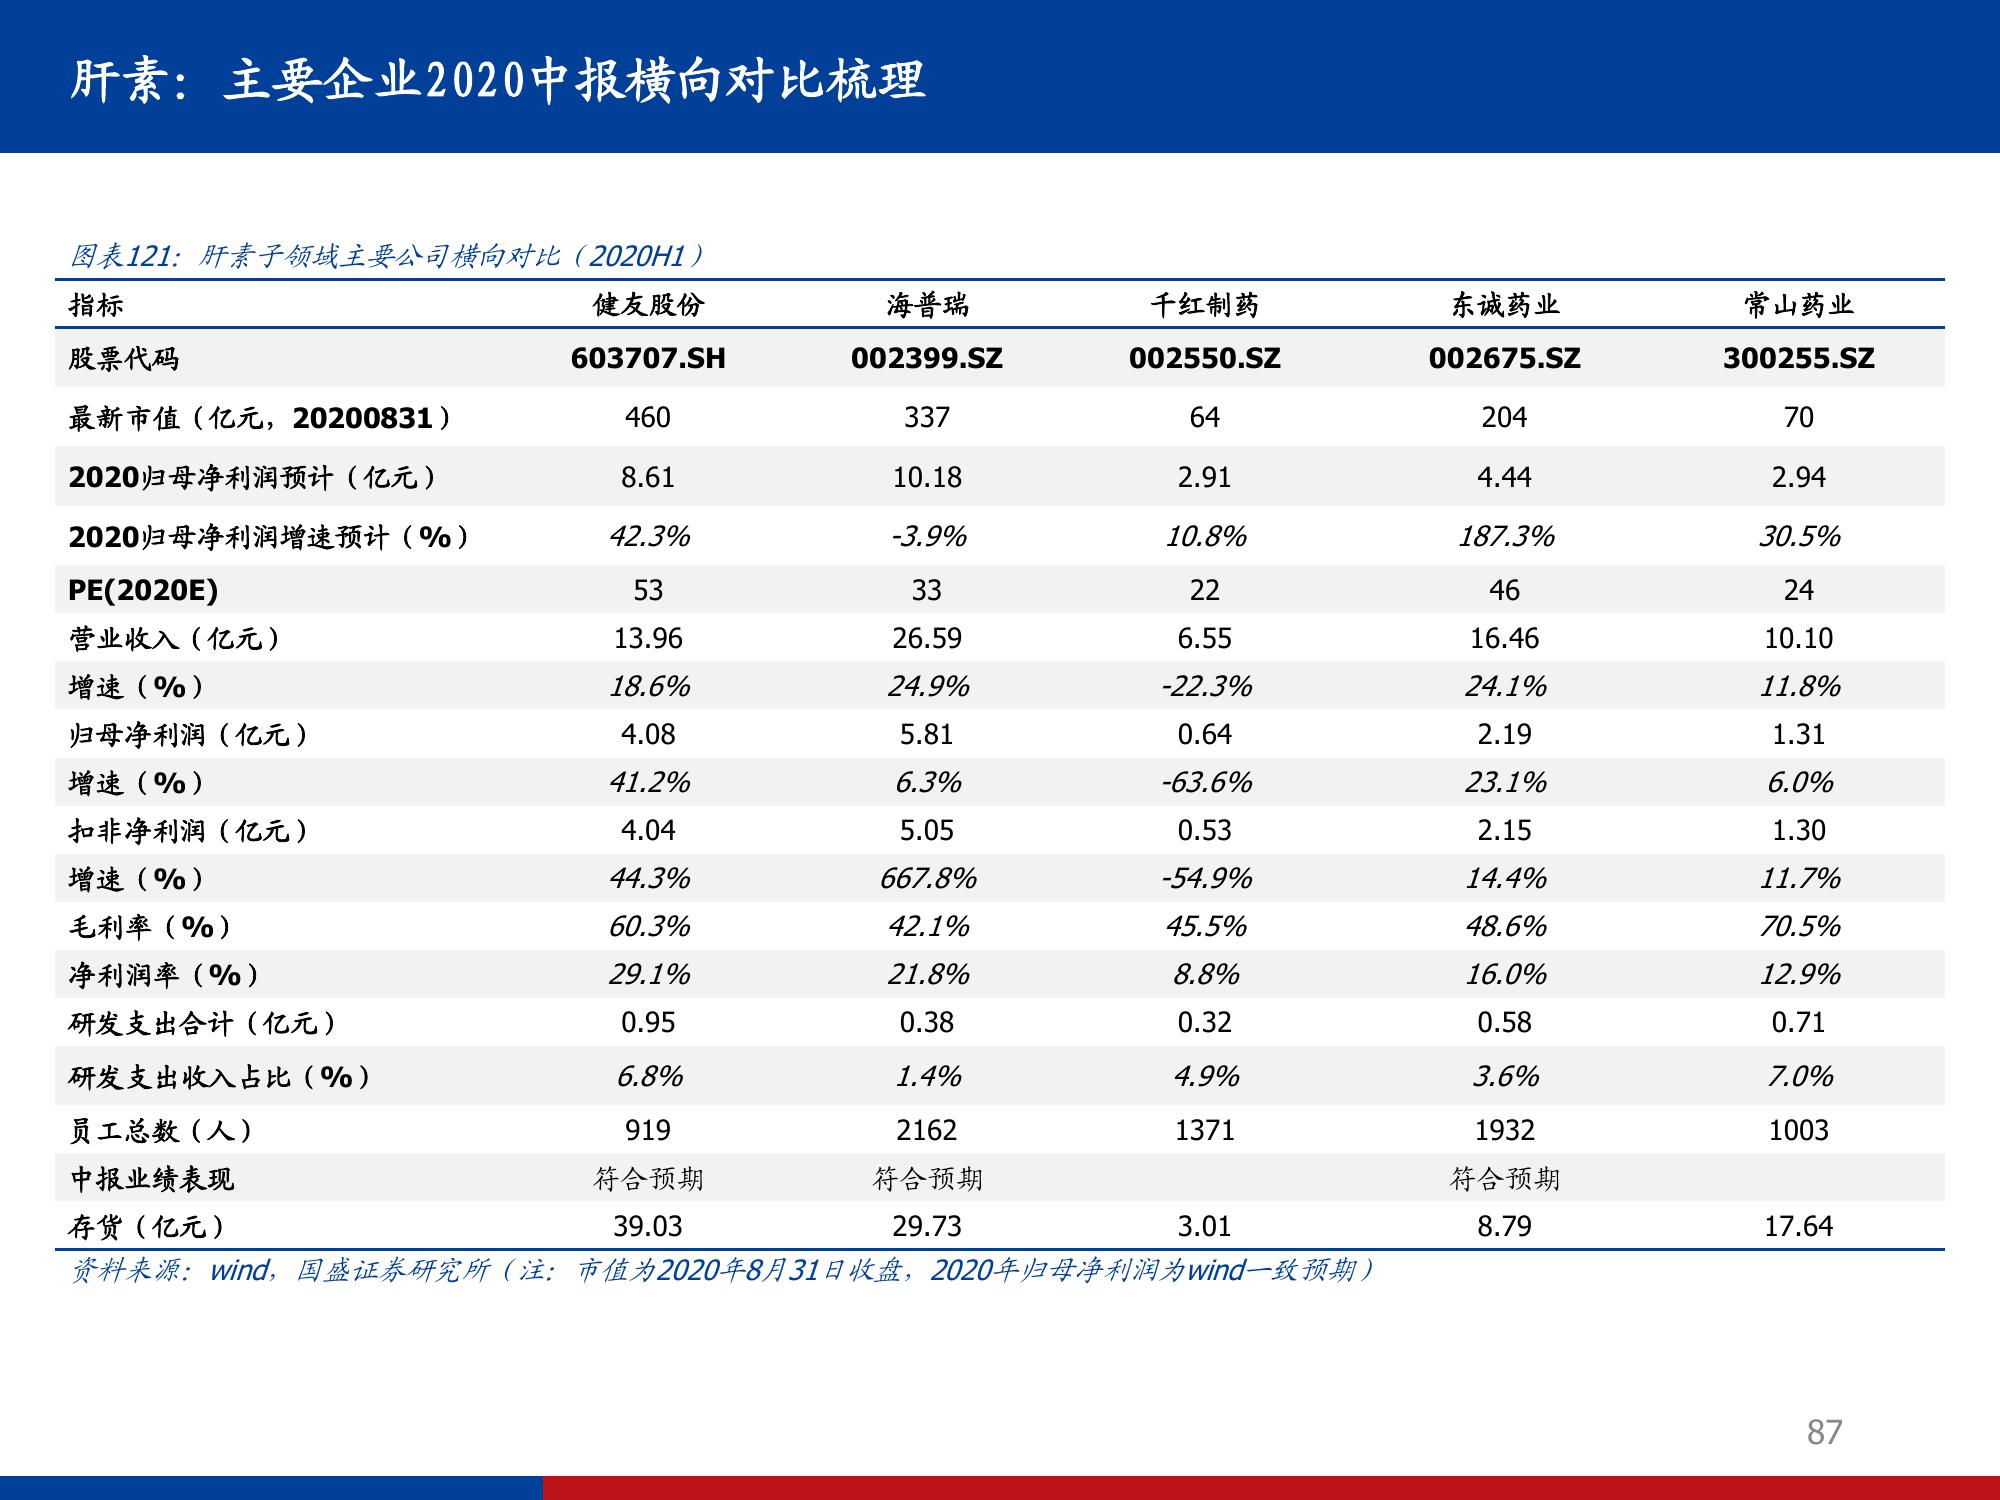 肝素：主要企业2020中报横向对比梳理
图表121：肝素子领域主要公司横向对比（2020H1）
指标 健友股份 海普瑞 千红制药 东诚药业 常山药业
股票代码 603707.SH 002399.SZ 002550.SZ 002675.SZ 300255.SZ
最新市值（亿元，20200831） 460 337 64 204 70
2020归母净利润预计（亿元） 8.61 10.18 2.91 4.44 2.94
2020归母净利润增速预计（%） 42.3% -3.9% 10.8% 187.3% 30.5%
PE(2020E) 53 33 22 46 24
营业收入（亿元） 13.96 26.59 6.55 16.46 10.10
增速（%） 18.6% 24.9% -22.3% 24.1% 11.8%
归母净利润（亿元） 4.08 5.81 0.64 2.19 1.31
增速（%） 41.2% 6.3% -63.6% 23.1% 6.0%
扣非净利润（亿元） 4.04 5.05 0.53 2.15 1.30
增速（%） 44.3% 667.8% -54.9% 14.4% 11.7%
毛利率（%） 60.3% 42.1% 45.5% 48.6% 70.5%
净利润率（%） 29.1% 21.8% 8.8% 16.0% 12.9%
研发支出合计（亿元） 0.95 0.38 0.32 0.58 0.71
研发支出收入占比（%） 6.8% 1.4% 4.9% 3.6% 7.0%
员工总数（人） 919 2162 1371 1932 1003
中报业绩表现 符合预期 符合预期 符合预期
存货（亿元） 39.03 29.73 3.01 8.79 17.64
资料来源：wind，国盛证券研究所（注： 市值为2020年8月31日收盘，2020年归母净利润为wind一致预期）
87